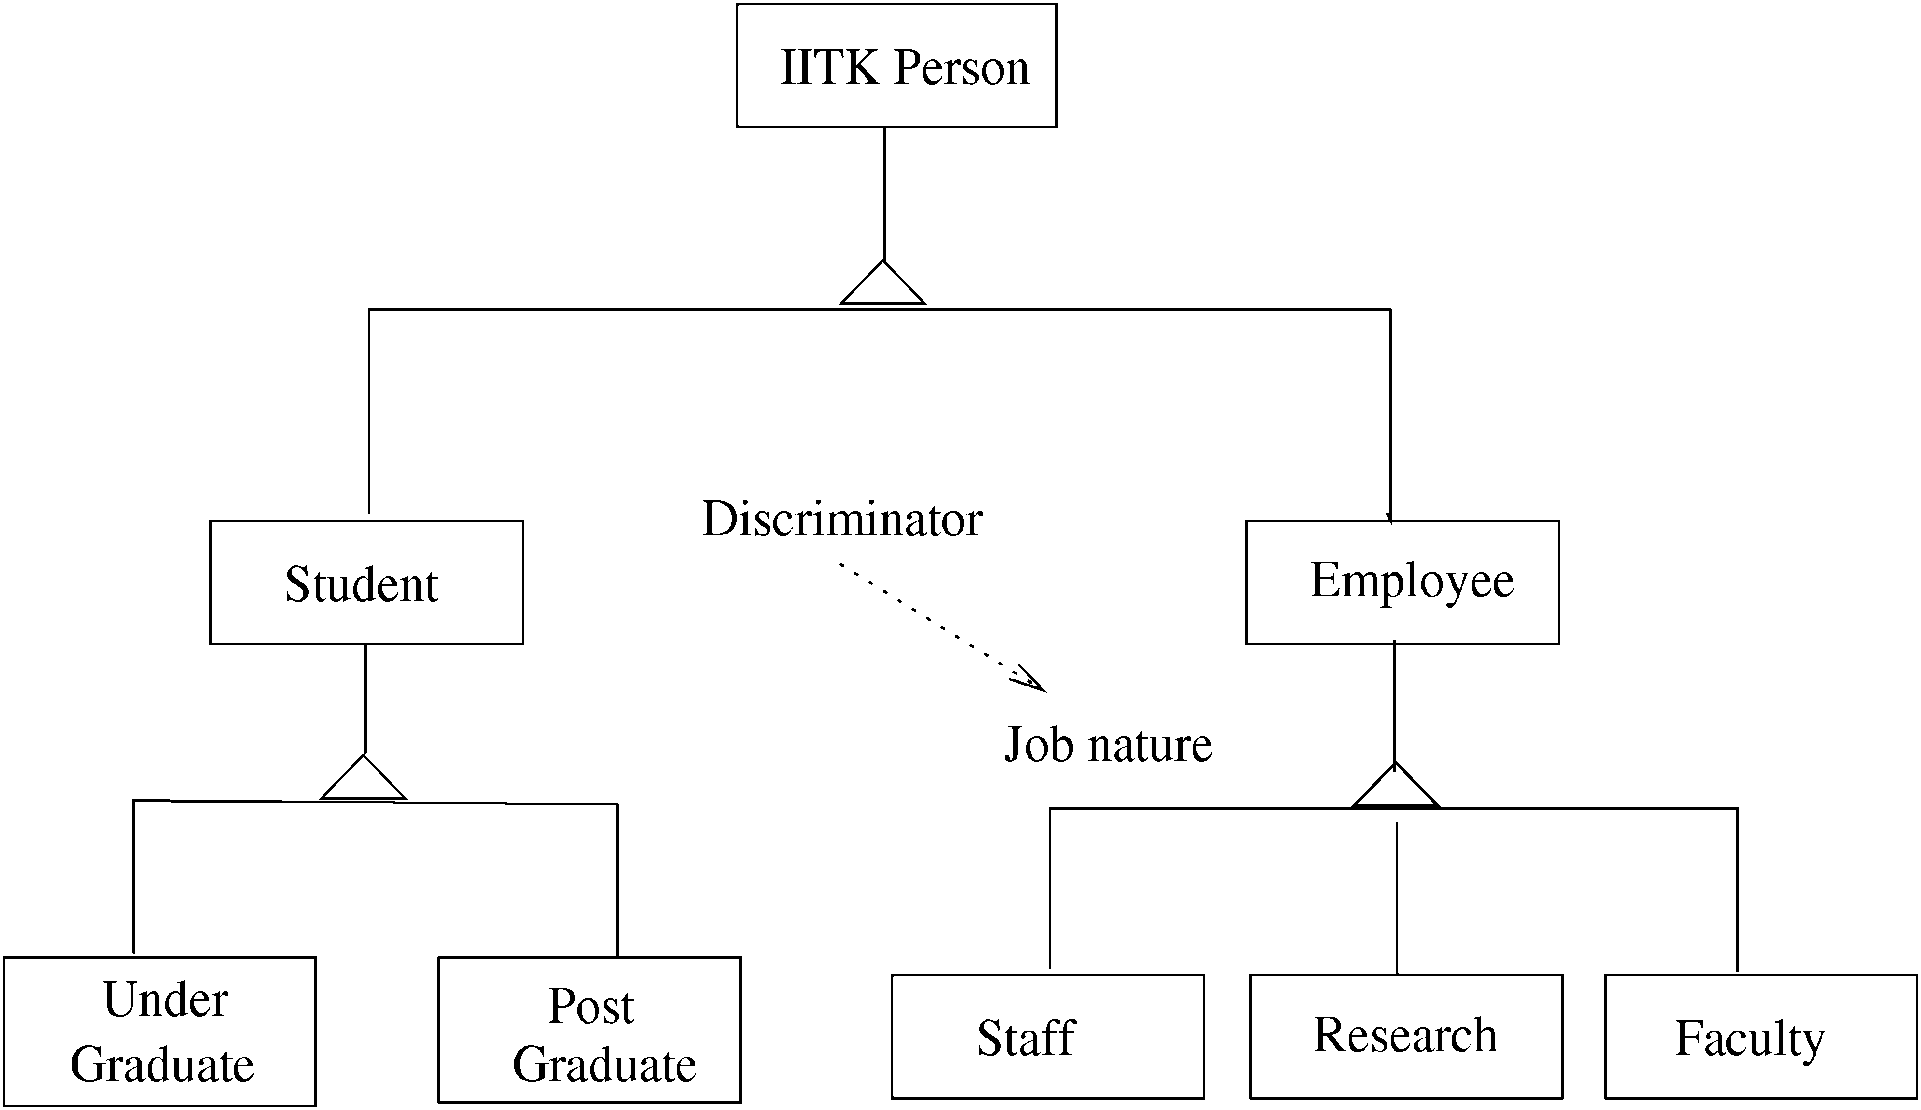 IITK Person
Discriminator
Student
Employee
Job nature
Under
Graduate
Post
Graduate
Staff
Research
Faculty